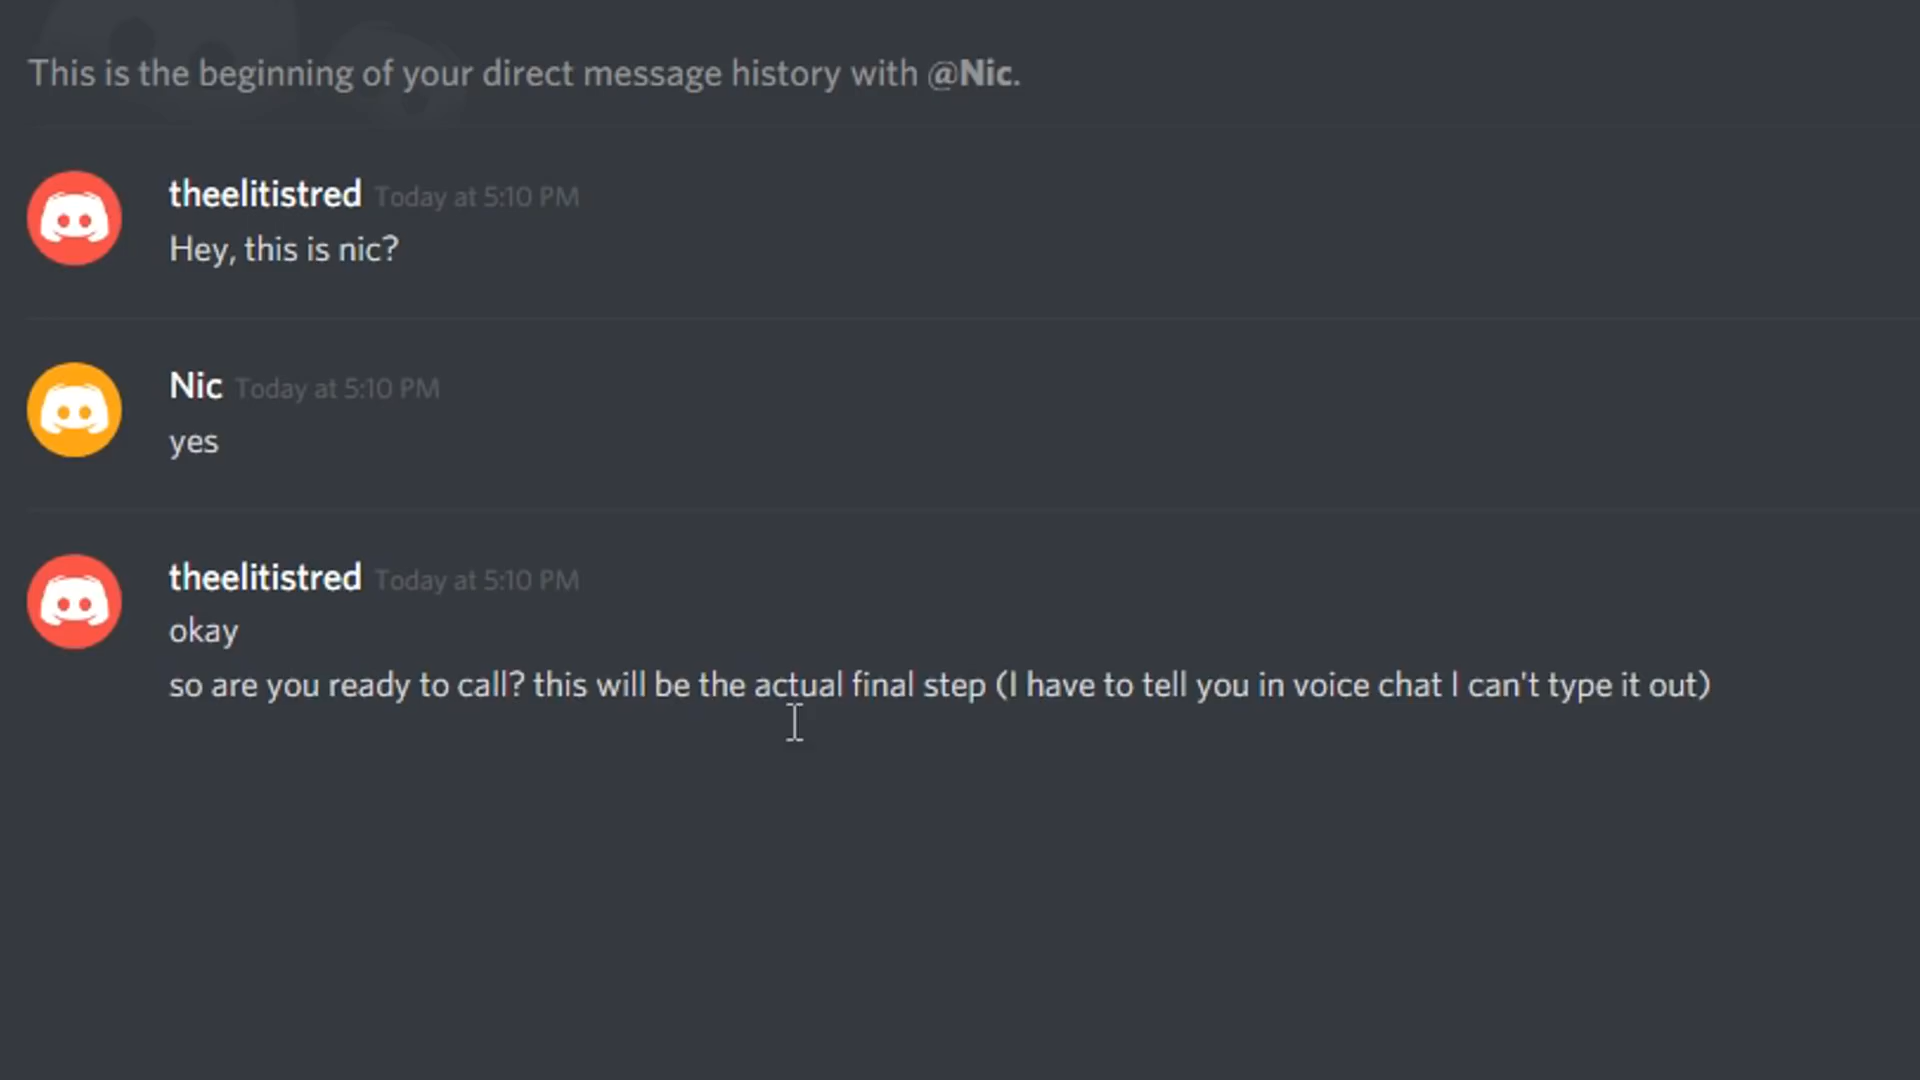 This is the beginning of your direct message history with @Nic.
theelitistred Today at 5:10 PM
Hey, this is nic?
Nic Today at 5:10 PM
yes
theelitistred Today at 5:10 PM
okay
so are you ready to call? this will be the actual final step (I have to tell you in voice chat I can't type it out)